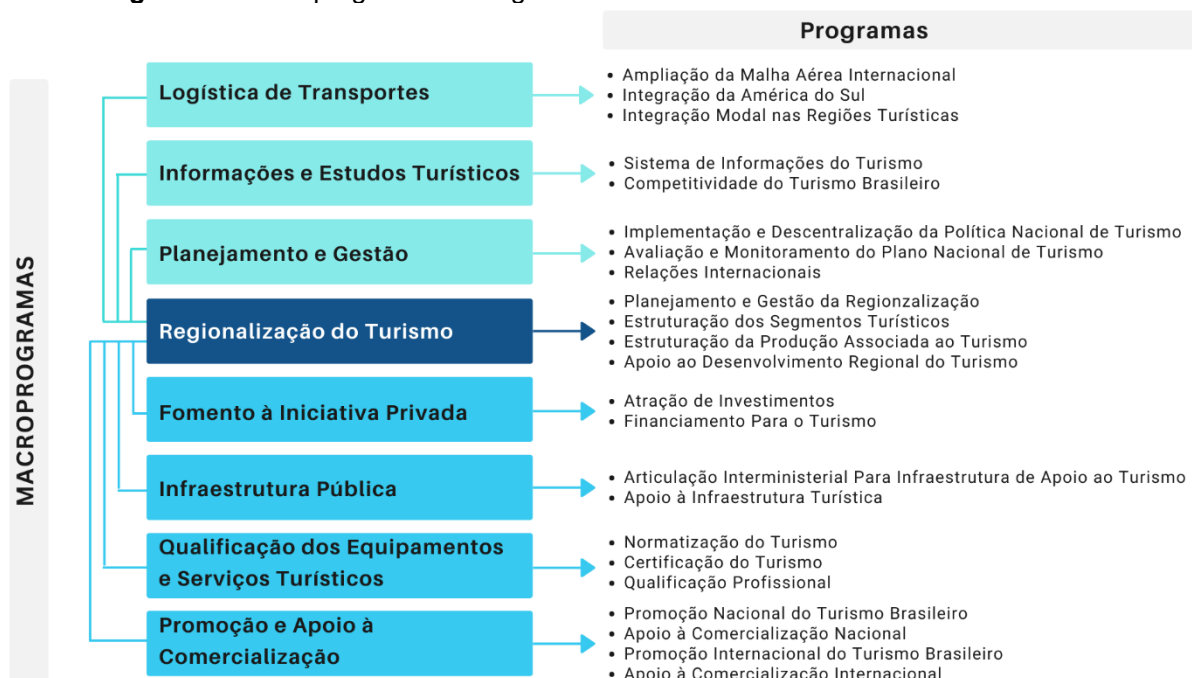 Programas
MACROPROGRAMAS
Logística de Transportes
• Ampliação da Malha Aérea Internacional
• Integração da América do Sul
• Integração Modal nas Regiões Turísticas
Informações e Estudos Turísticos
• Sistema de Informações do Turismo
• Competitividade do Turismo Brasileiro
Planejamento e Gestão
• Implementação e Descentralização da Política Nacional de Turismo
• Avaliação e Monitoramento do Plano Nacional de Turismo
• Relações Internacionais
Regionalização do Turismo
• Planejamento e Gestão da Regionzalização
• Estruturação dos Segmentos Turísticos
• Estruturação da Produção Associada ao Turismo
• Apoio ao Desenvolvimento Regional do Turismo
Fomento à Iniciativa Privada
• Atração de Investimentos
• Financiamento Para o Turismo
Infraestrutura Pública
• Articulação Interministerial Para Infraestrutura de Apoio ao Turismo
• Apoio à Infraestrutura Turística
Qualificação dos Equipamentos
e Serviços Turísticos
• Normatização do Turismo
• Certificação do Turismo
• Qualificação Profissional
Promoção e Apoio à
Comercialização
• Promoção Nacional do Turismo Brasileiro
• Apoio à Comercialização Nacional
• Promoção Internacional do Turismo Brasileiro
• Apoio à Comercialização Internacional